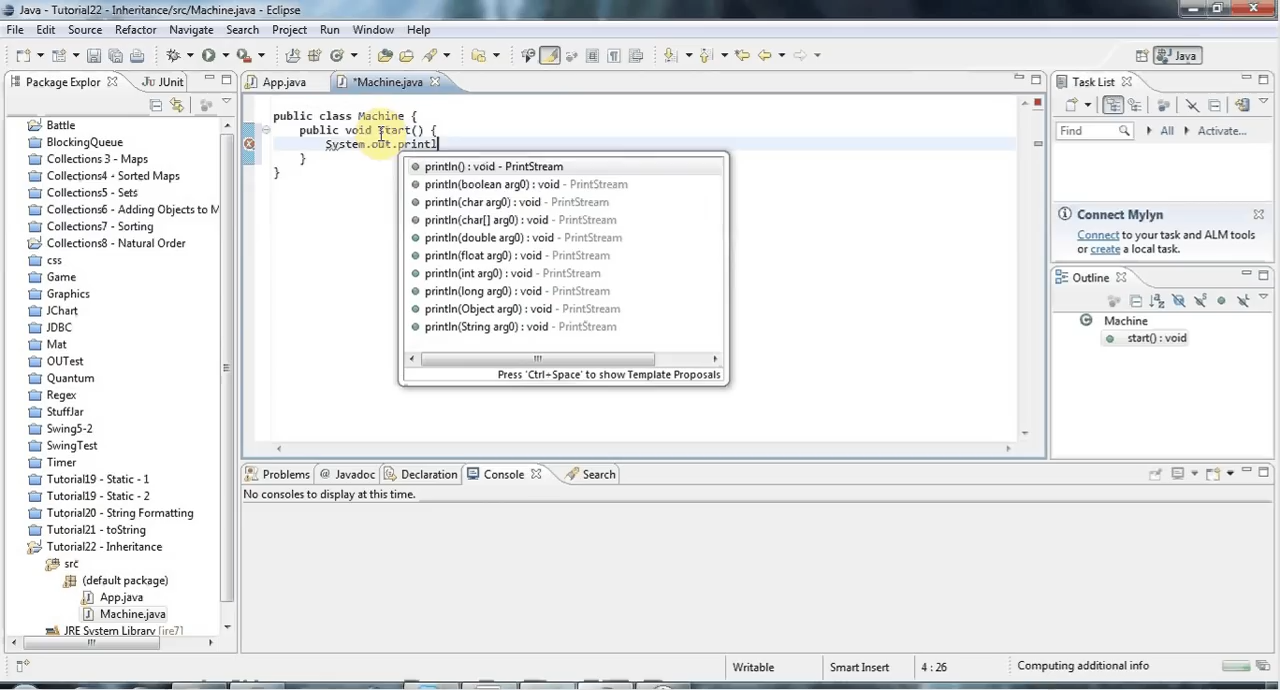 Java - Tutorial22 - Inheritance/src/Machine.java - Eclipse
File Edit Source Refactor Navigate Search Project Run Window Help
Java
Package Explor JUnit
App.java *Machine.java
Task List
Find All Activate...
Battle
BlockingQueue
Collections 3 - Maps
Collections4 - Sorted Maps
Collections5 - Sets
Collections6 - Adding Objects to M
Collections7 - Sorting
Collections8 - Natural Order
css
Game
Graphics
JChart
JDBC
Mat
OUTest
Quantum
Regex
StuffJar
Swing5-2
SwingTest
Timer
Tutorial19 - Static - 1
Tutorial19 - Static - 2
Tutorial20 - String Formatting
Tutorial21 - toString
Tutorial22 - Inheritance
src
(default package)
App.java
Machine.java
JRE System Library [jre7]
public class Machine {
public void start() {
System.out.printl
}
}
println() : void - PrintStream
println(boolean arg0) : void - PrintStream
println(char arg0) : void - PrintStream
println(char[] arg0) : void - PrintStream
println(double arg0) : void - PrintStream
println(float arg0) : void - PrintStream
println(int arg0) : void - PrintStream
println(long arg0) : void - PrintStream
println(Object arg0) : void - PrintStream
println(String arg0) : void - PrintStream
Press 'Ctrl+Space' to show Template Proposals
Connect Mylyn
Connect to your task and ALM tools
or create a local task.
Outline
Machine
start() : void
Problems @ Javadoc Declaration Console Search
No consoles to display at this time.
Writable Smart Insert 4 : 26 Computing additional info